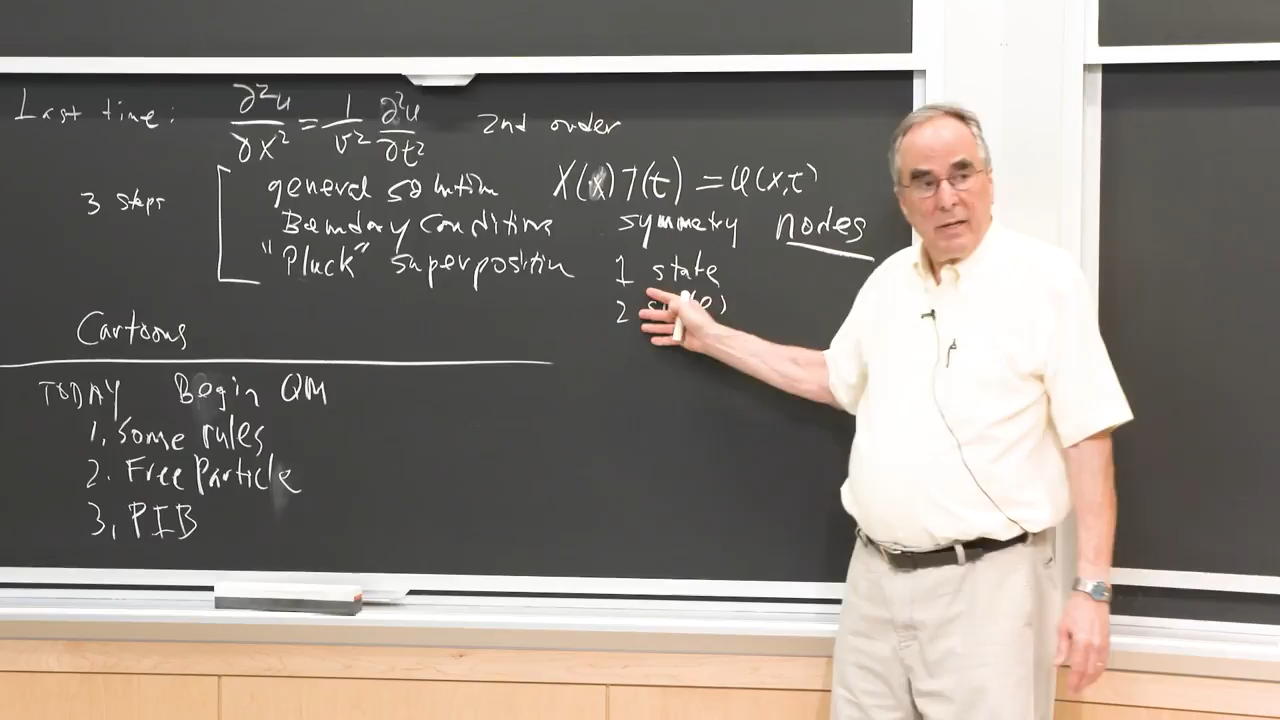 Last time: ∂²u/∂x² = 1/v² ∂²u/∂t² 2nd order
3 steps
general solution X(x)T(t) = u(x,t)
Boundary conditions symmetry nodes
"Pluck" superposition 1 state
2
Cartoons
TODAY Begin QM
1. Some rules
2. Free Particle
3. PIB